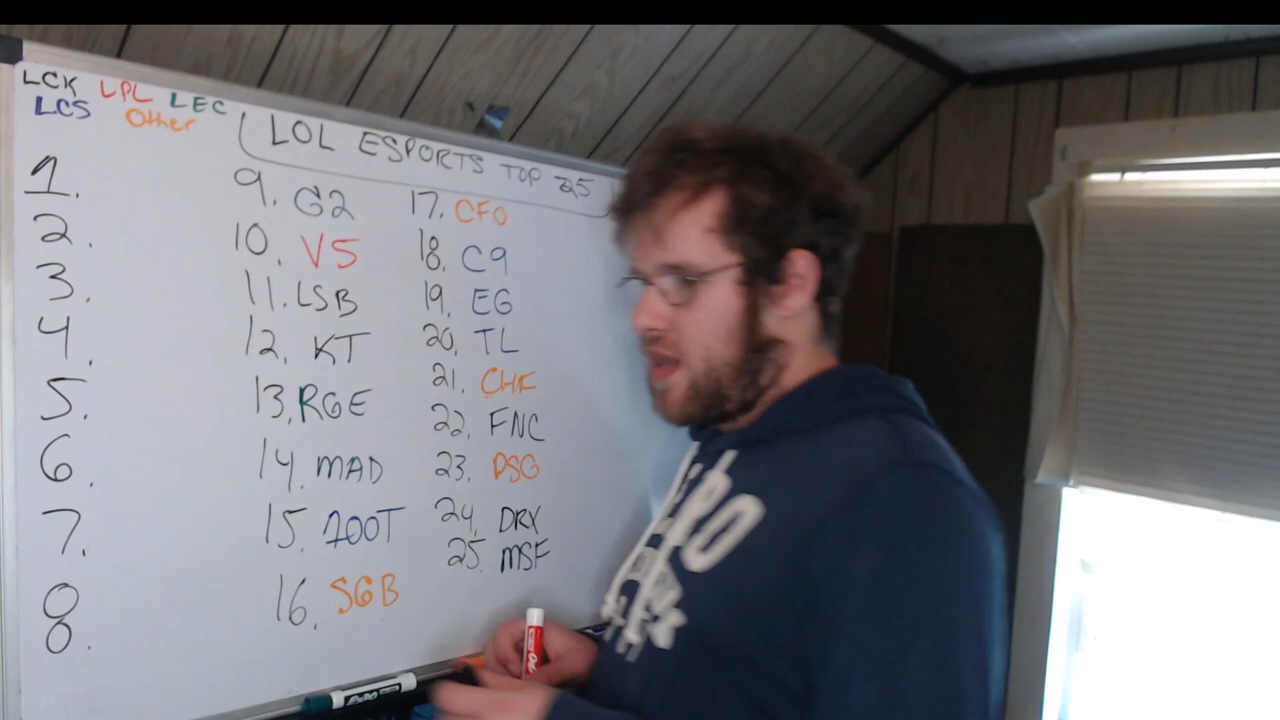 LCK LPL LEC
LCS Other
LOL ESPORTS TOP 25
1.
2.
3.
4.
5.
6.
7.
8.
9. G2
10. V5
11. LSB
12. KT
13. RGE
14. MAD
15. 100T
16. SGB
17. CFO
18. C9
19. EG
20. TL
21. CHF
22. FNC
23. DSG
24. DRX
25. MSF